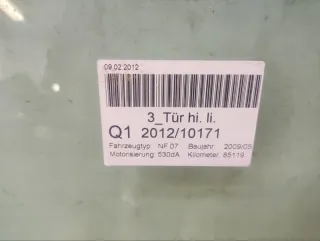 09.02.2012
3_Tür hi. li.
Q1 2012/10171
Fahrzeugtyp: NF 07 Baujahr: 2009/05
Motorisierung: 530dA Kilometer: 85119